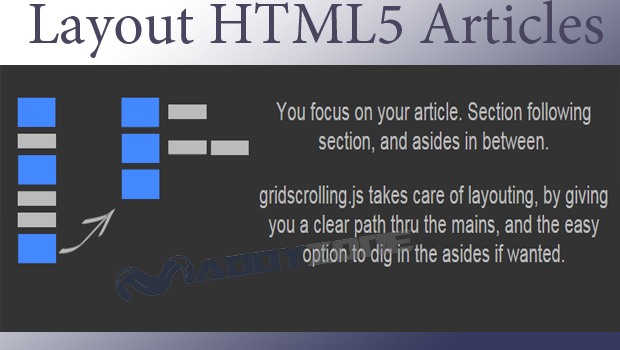 Layout HTML5 Articles
You focus on your article. Section following
section, and asides in between.
gridscrolling.js takes care of layouting, by giving
you a clear path thru the mains, and the easy
option to dig in the asides if wanted.
MADDYZONE